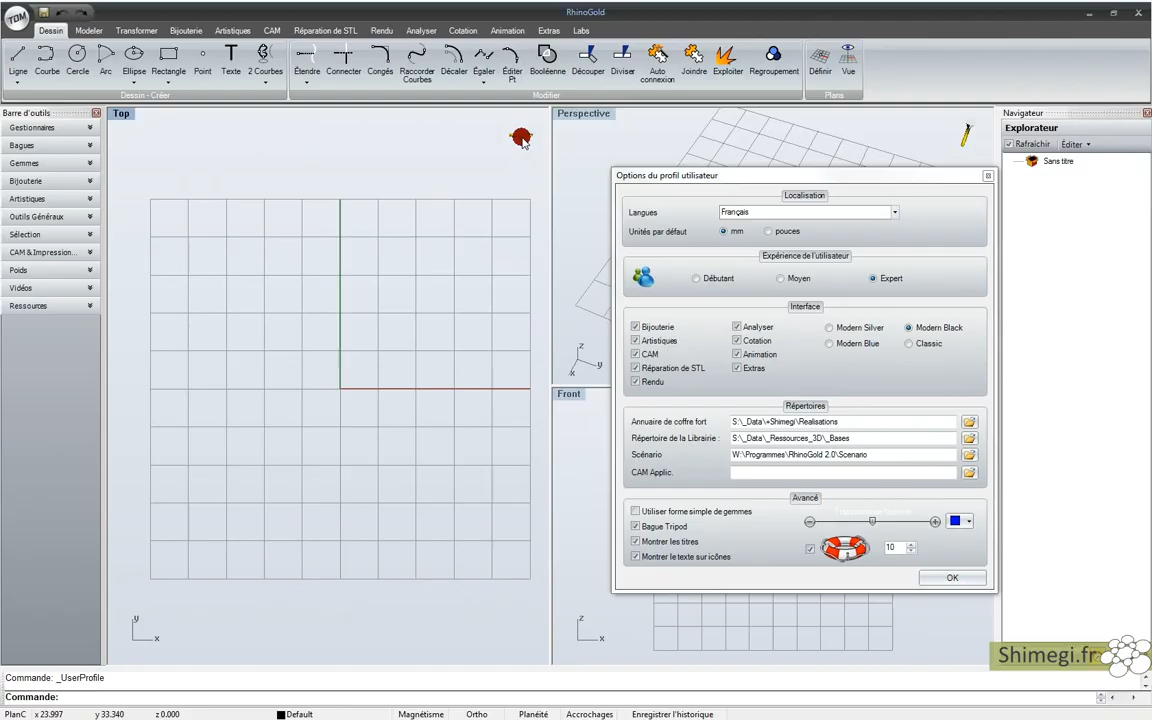 RhinoGold
TDM
Dessin Modeler Transformer Bijouterie Artistiques CAM Réparation de STL Rendu Analyser Cotation Animation Extras Labs
Ligne Courbe Cercle Arc Ellipse Rectangle Point Texte 2 Courbes Étendre Connecter Congés Raccorder Courbes Décaler Égaler Éditer Pt Booléenne Découper Diviser Auto connexion Joindre Exploiter Regroupement Définir Vue
Dessin - Créer Modifier Plans
Barre d'outils
Gestionnaires
Bagues
Gemmes
Bijouterie
Artistiques
Outils Généraux
Sélection
CAM & Impression...
Poids
Vidéos
Ressources
Top
y
x
Perspective
z
y
x
Front
z
x
Options du profil utilisateur
Localisation
Langues Français
Unités par défaut mm pouces
Expérience de l'utilisateur
Débutant Moyen Expert
Interface
Bijouterie Analyser Modern Silver Modern Black
Artistiques Cotation Modern Blue Classic
CAM Animation
Réparation de STL Extras
Rendu
Répertoires
Annuaire de coffre fort S:\_Data\+Shimegi\Realisations
Répertoire de la Librairie : S:\_Data\_Ressources_3D\_Bases
Scénario W:\Programmes\RhinoGold 2.0\Scenario
CAM Applic.
Avancé
Utiliser forme simple de gemmes
Bague Tripod
Montrer les titres 10
Montrer le texte sur icônes
OK
Navigateur
Explorateur
Rafraichir Éditer
Sans titre
Shimegi.fr
Commande: _UserProfile
Commande:
PlanC x 23.997 y 33.340 z 0.000 Default Magnétisme Ortho Planéité Accrochages Enregistrer l'historique